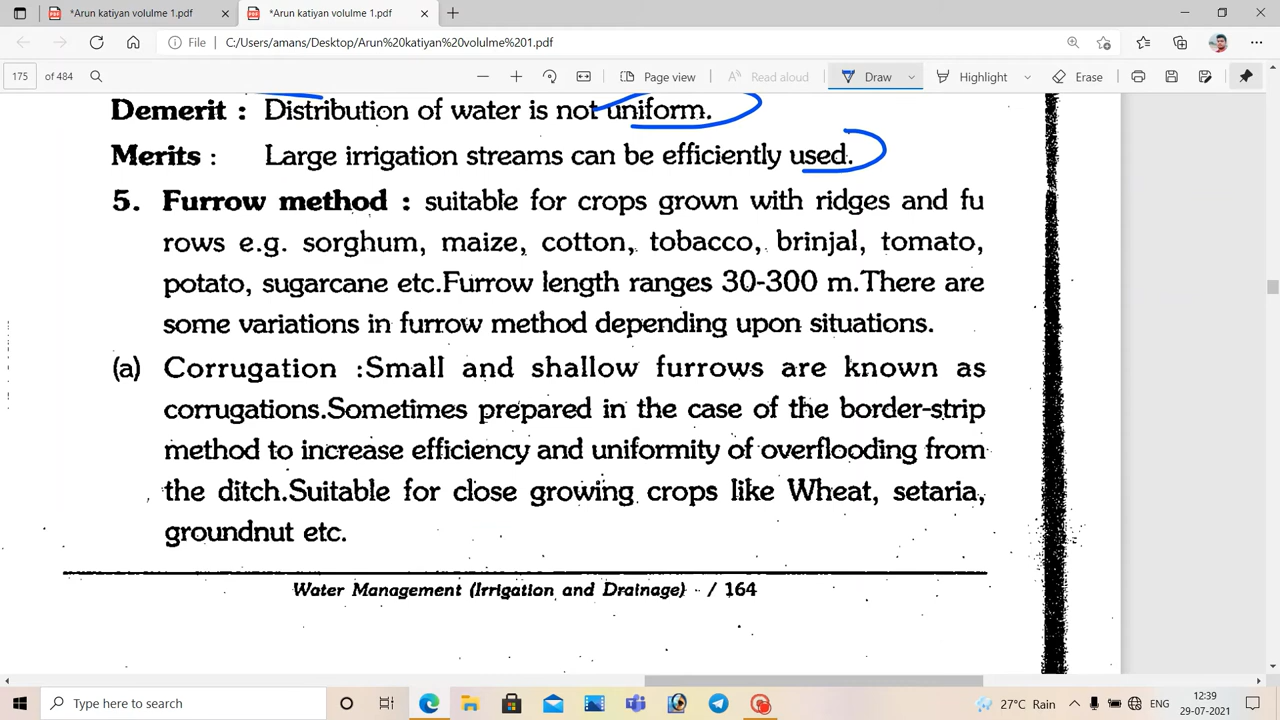 *Arun katiyan volulme 1.pdf
*Arun katiyan volulme 1.pdf
File C:/Users/amans/Desktop/Arun%20katiyan%20volulme%201.pdf
175 of 484 Page view Read aloud Draw Highlight Erase
Demerit : Distribution of water is not uniform.
Merits : Large irrigation streams can be efficiently used.
5. Furrow method : suitable for crops grown with ridges and fu
rows e.g. sorghum, maize, cotton, tobacco, brinjal, tomato,
potato, sugarcane etc.Furrow length ranges 30-300 m.There are
some variations in furrow method depending upon situations.
(a) Corrugation :Small and shallow furrows are known as
corrugations.Sometimes prepared in the case of the border-strip
method to increase efficiency and uniformity of overflooding from
the ditch.Suitable for close growing crops like Wheat, setaria,
groundnut etc.
Water Management (Irrigation and Drainage) / 164
Type here to search
27°C Rain
ENG
12:39
29-07-2021